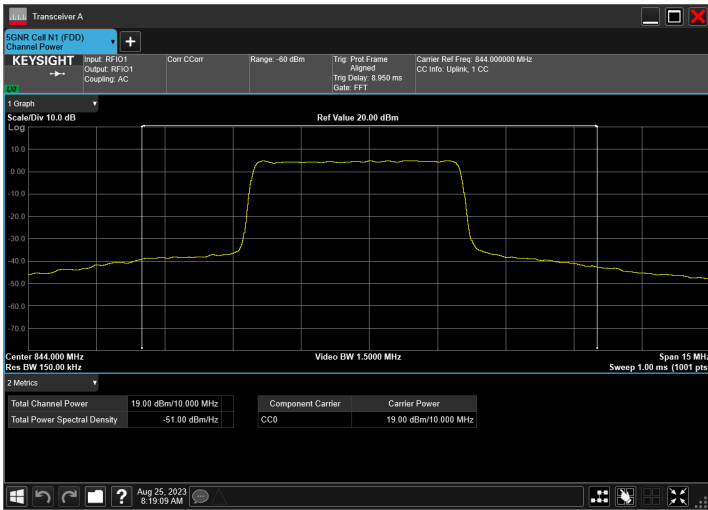 Transceiver A
5GNR Cell N1 (FDD)
Channel Power
KEYSIGHT
LXI
Input: RFIO1
Output: RFIO1
Coupling: AC
Corr CCorr
Range: -60 dBm
Trig: Prot Frame
Aligned
Trig Delay: 8.950 ms
Gate: FFT
Carrier Ref Freq: 844.000000 MHz
CC Info: Uplink, 1 CC
1 Graph
Scale/Div 10.0 dB
Ref Value 20.00 dBm
Log
10.0
0.00
-10.0
-20.0
-30.0
-40.0
-50.0
-60.0
-70.0
Center 844.000 MHz
Video BW 1.5000 MHz
Span 15 MHz
Res BW 150.00 kHz
Sweep 1.00 ms (1001 pts
2 Metrics
Total Channel Power 19.00 dBm/10.000 MHz
Total Power Spectral Density -51.00 dBm/Hz
Component Carrier Carrier Power
CC0 19.00 dBm/10.000 MHz
?
Aug 25, 2023
8:19:09 AM